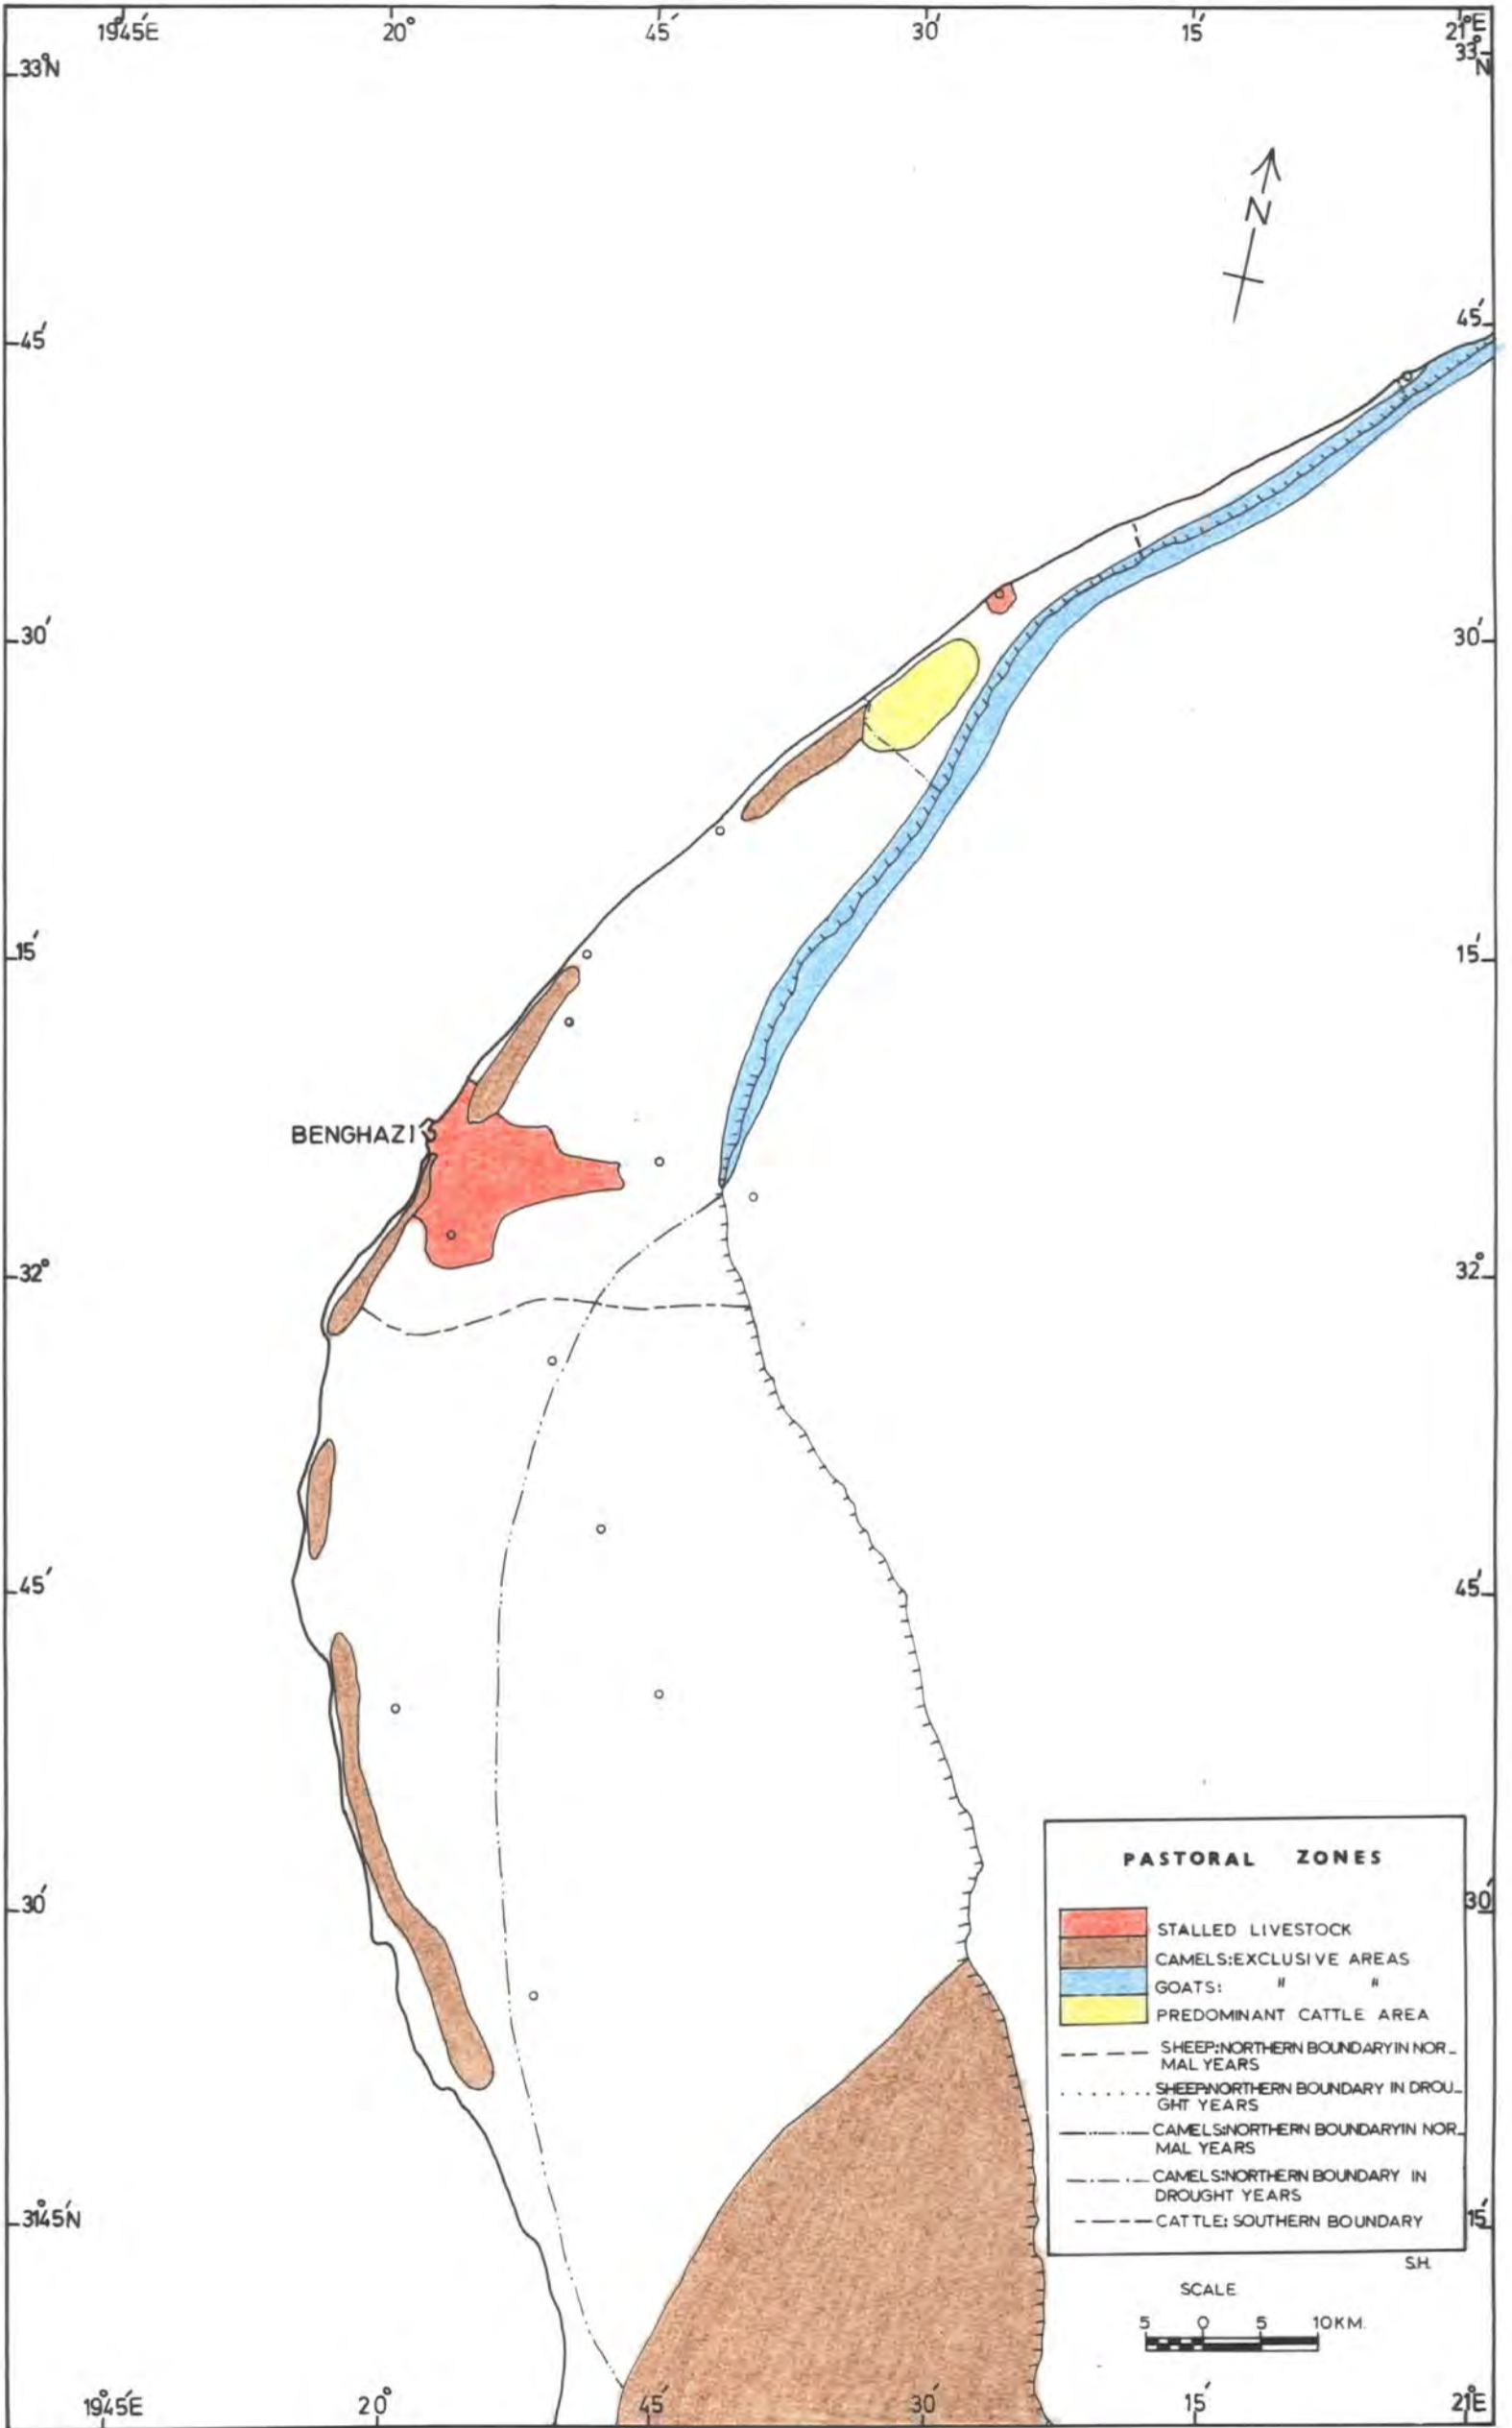 19°45'E 20° 45' 30' 15' 21°E
33°N 33° N
N
45' 45'
30' 30'
15' 15'
BENGHAZI
32° 32°
45' 45'
PASTORAL ZONES
30' 30'
STALLED LIVESTOCK
CAMELS:EXCLUSIVE AREAS
GOATS: " "
PREDOMINANT CATTLE AREA
SHEEP:NORTHERN BOUNDARY IN NOR_
MAL YEARS
SHEEP:NORTHERN BOUNDARY IN DROU_
GHT YEARS
CAMELS:NORTHERN BOUNDARY IN NOR_
MAL YEARS
CAMELS:NORTHERN BOUNDARY IN
DROUGHT YEARS
31°45'N 15'
CATTLE: SOUTHERN BOUNDARY
S.H.
SCALE
5 0 5 10KM.
19°45'E 20° 45' 30' 15' 21°E